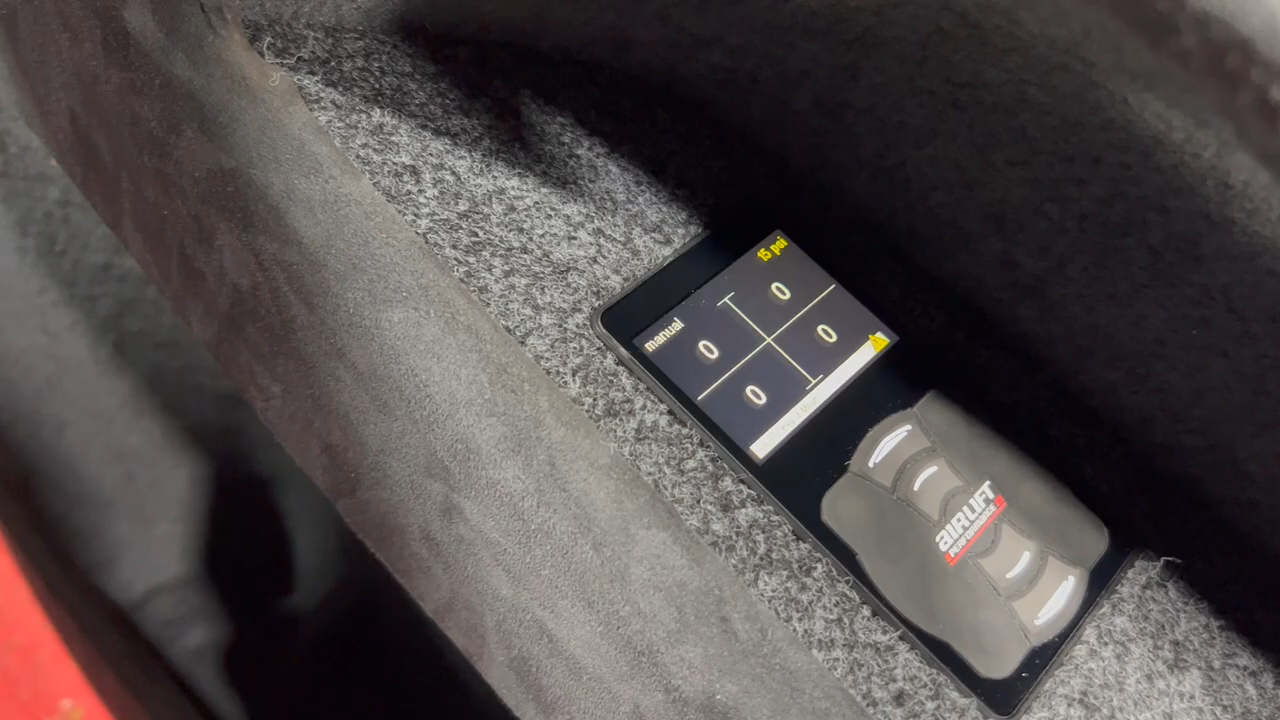 manual 15 psi
0 0
0 0
AIRLIFT
PERFORMANCE